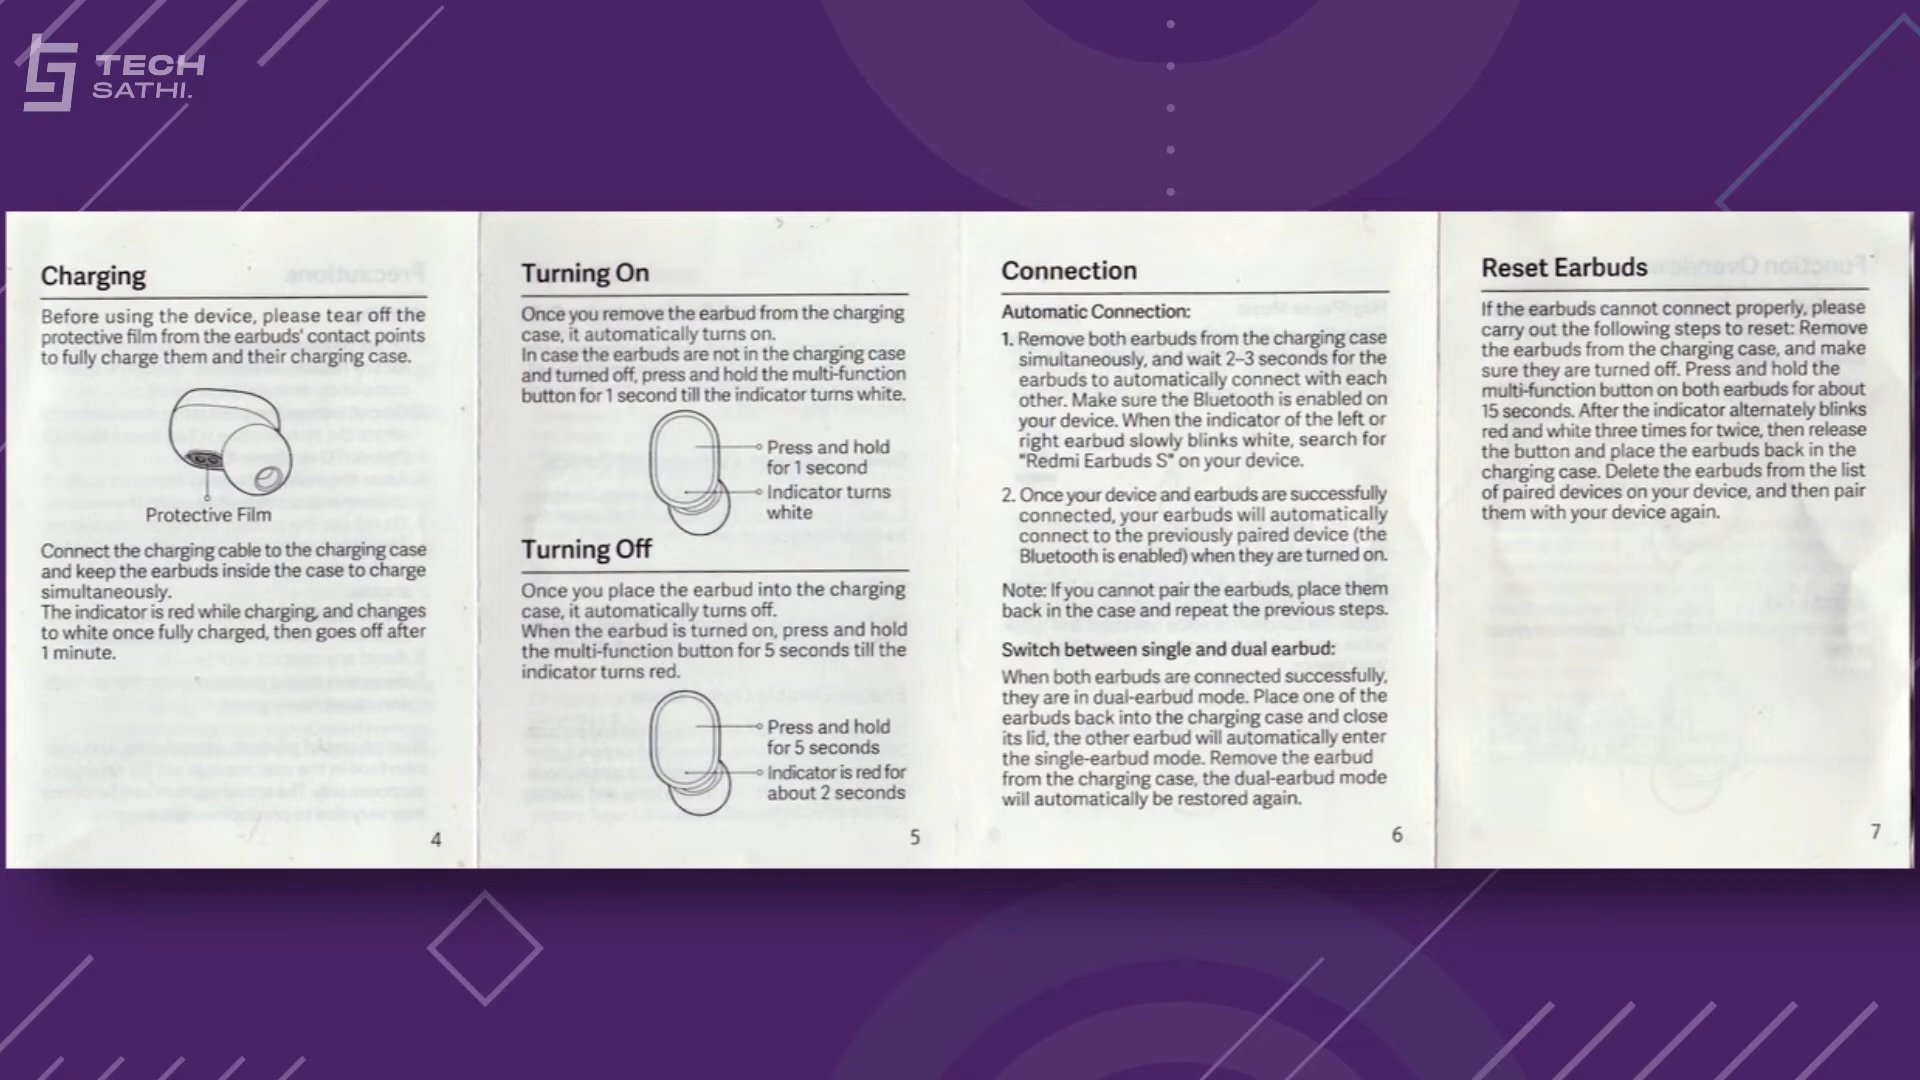 TECH
SATHI.
Charging
Before using the device, please tear off the
protective film from the earbuds' contact points
to fully charge them and their charging case.
Protective Film
Connect the charging cable to the charging case
and keep the earbuds inside the case to charge
simultaneously.
The indicator is red while charging, and changes
to white once fully charged, then goes off after
1 minute.
4
Turning On
Once you remove the earbud from the charging
case, it automatically turns on.
In case the earbuds are not in the charging case
and turned off, press and hold the multi-function
button for 1 second till the indicator turns white.
Press and hold
for 1 second
Indicator turns
white
Turning Off
Once you place the earbud into the charging
case, it automatically turns off.
When the earbud is turned on, press and hold
the multi-function button for 5 seconds till the
indicator turns red.
Press and hold
for 5 seconds
Indicator is red for
about 2 seconds
5
Connection
Automatic Connection:
1. Remove both earbuds from the charging case
simultaneously, and wait 2–3 seconds for the
earbuds to automatically connect with each
other. Make sure the Bluetooth is enabled on
your device. When the indicator of the left or
right earbud slowly blinks white, search for
"Redmi Earbuds S" on your device.
2. Once your device and earbuds are successfully
connected, your earbuds will automatically
connect to the previously paired device (the
Bluetooth is enabled) when they are turned on.
Note: If you cannot pair the earbuds, place them
back in the case and repeat the previous steps.
Switch between single and dual earbud:
When both earbuds are connected successfully,
they are in dual-earbud mode. Place one of the
earbuds back into the charging case and close
its lid, the other earbud will automatically enter
the single-earbud mode. Remove the earbud
from the charging case, the dual-earbud mode
will automatically be restored again.
6
Reset Earbuds
If the earbuds cannot connect properly, please
carry out the following steps to reset: Remove
the earbuds from the charging case, and make
sure they are turned off. Press and hold the
multi-function button on both earbuds for about
15 seconds. After the indicator alternately blinks
red and white three times for twice, then release
the button and place the earbuds back in the
charging case. Delete the earbuds from the list
of paired devices on your device, and then pair
them with your device again.
7